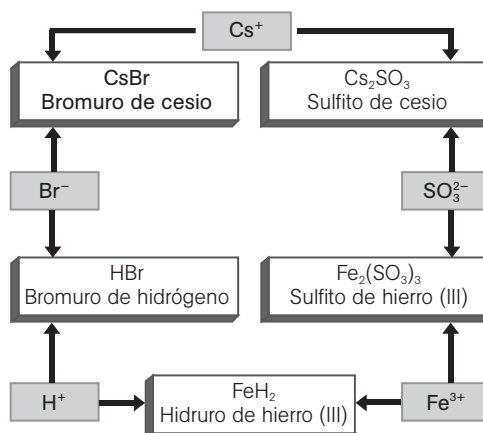 Cs⁺
CsBr
Bromuro de cesio
Cs₂SO₃
Sulfito de cesio
Br⁻
SO₃²⁻
HBr
Bromuro de hidrógeno
Fe₂(SO₃)₃
Sulfito de hierro (III)
H⁺
FeH₂
Hidruro de hierro (III)
Fe³⁺